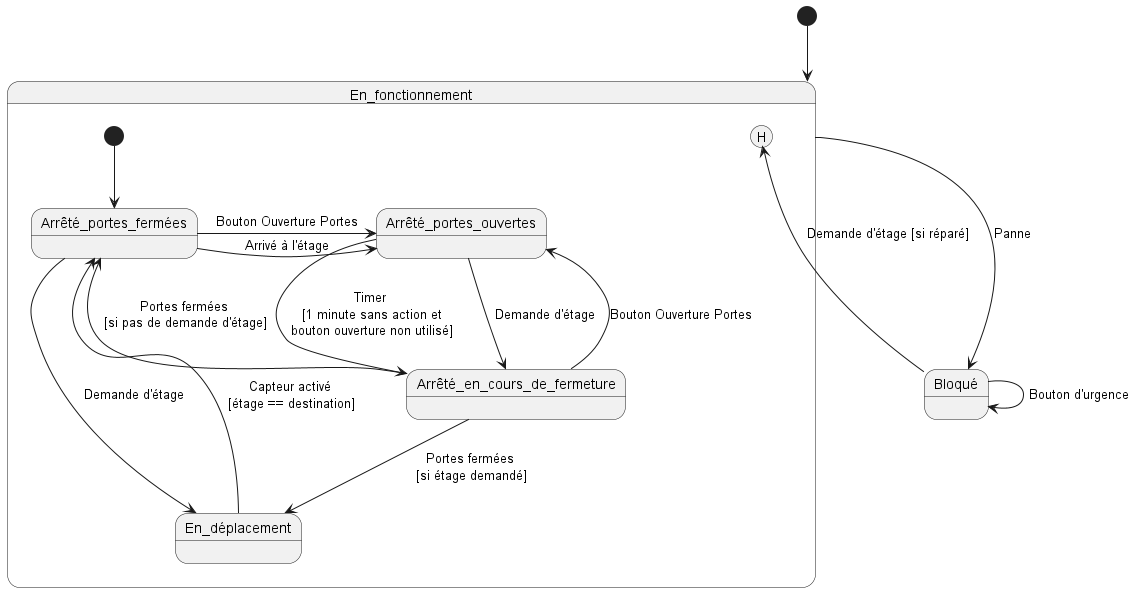 En_fonctionnement
H
Arrêté_portes_fermées
Bouton Ouverture Portes
Arrêté_portes_ouvertes
Arrivé à l'étage
Demande d'étage [si réparé]
Panne
Portes fermées
[si pas de demande d'étage]
Timer
[1 minute sans action et
bouton ouverture non utilisé]
Demande d'étage
Bouton Ouverture Portes
Demande d'étage
Capteur activé
[étage == destination]
Arrêté_en_cours_de_fermeture
Bloqué
Bouton d'urgence
Portes fermées
[si étage demandé]
En_déplacement